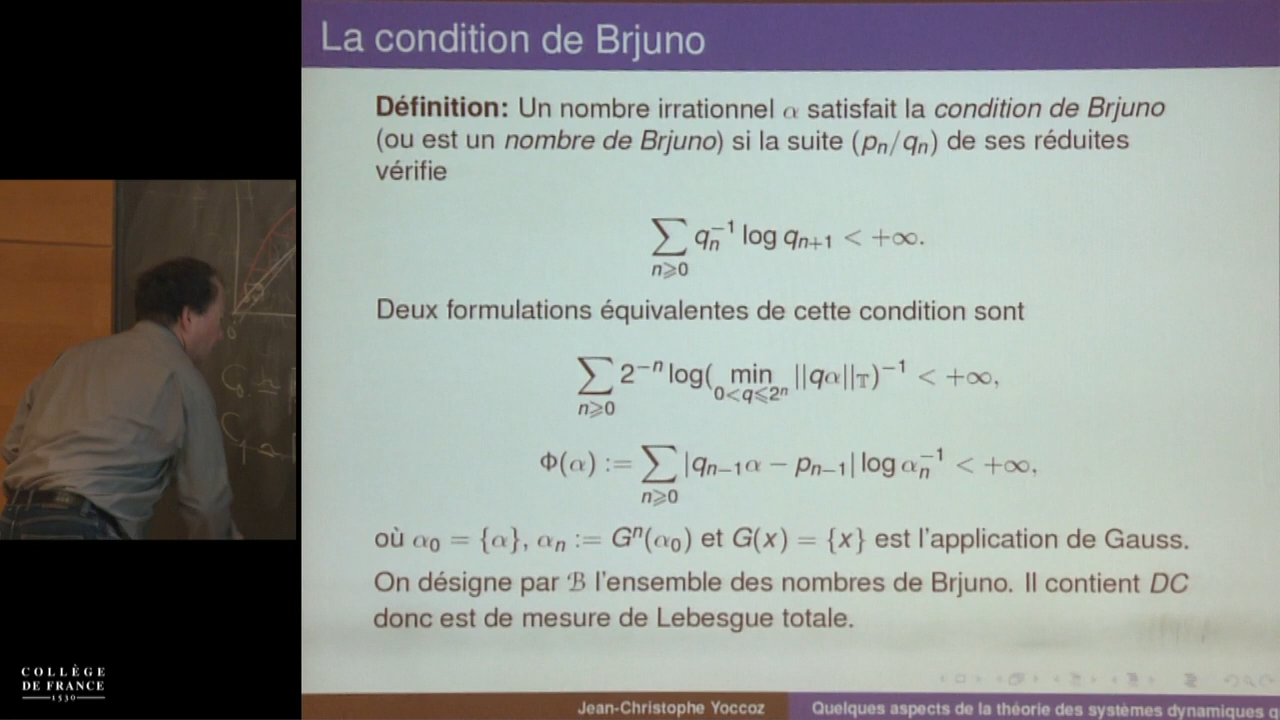 La condition de Brjuno
Définition: Un nombre irrationnel α satisfait la condition de Brjuno
(ou est un nombre de Brjuno) si la suite (pₙ/qₙ) de ses réduites
vérifie
∑_{n⩾0} qₙ⁻¹ log qₙ₊₁ < +∞.
Deux formulations équivalentes de cette condition sont
∑_{n⩾0} 2⁻ⁿ log( min_{0<q⩽2ⁿ} ||qα||_𝕋)⁻¹ < +∞,
Φ(α) := ∑_{n⩾0} |qₙ₋₁α − pₙ₋₁| log αₙ⁻¹ < +∞,
où α₀ = {α}, αₙ := Gⁿ(α₀) et G(x) = {x} est l'application de Gauss.
On désigne par ℬ l'ensemble des nombres de Brjuno. Il contient DC
donc est de mesure de Lebesgue totale.
COLLÈGE
DE FRANCE
1530
Jean-Christophe Yoccoz
Quelques aspects de la théorie des systèmes dynamiques q